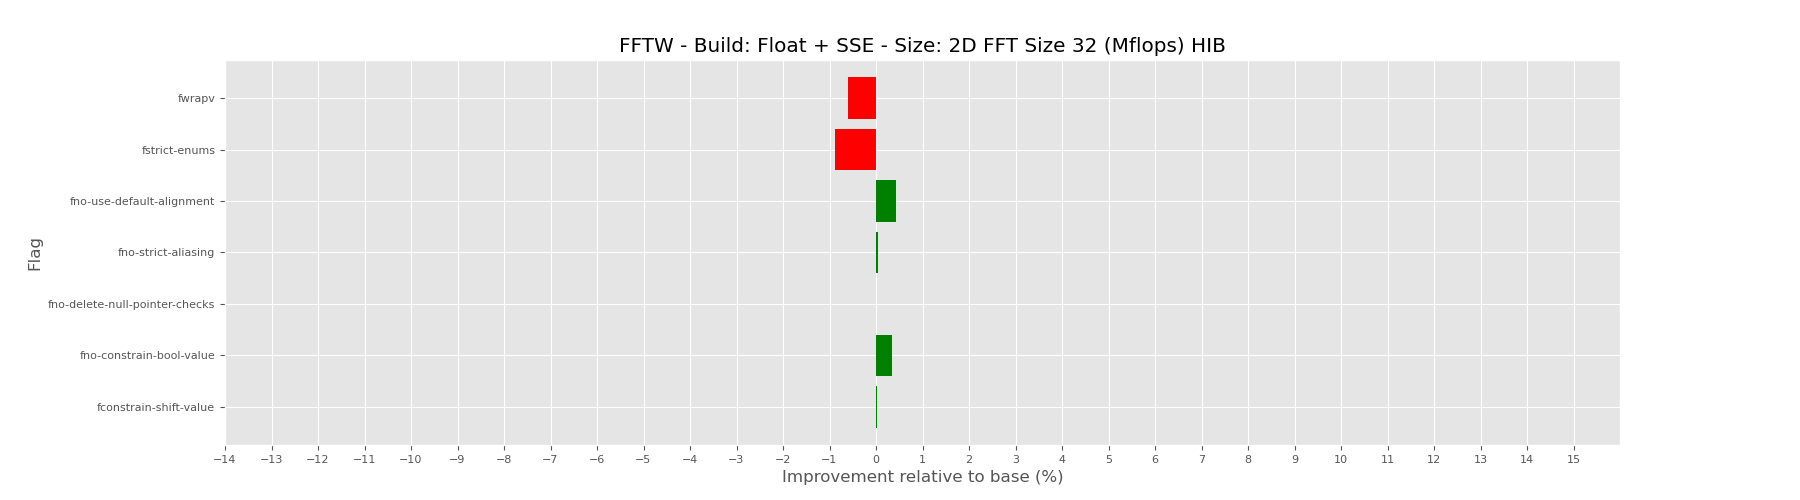 FFTW - Build: Float + SSE - Size: 2D FFT Size 32 (Mflops) HIB
Flag
fwrapv
fstrict-enums
fno-use-default-alignment
fno-strict-aliasing
fno-delete-null-pointer-checks
fno-constrain-bool-value
fconstrain-shift-value
−14 −13 −12 −11 −10 −9 −8 −7 −6 −5 −4 −3 −2 −1 0 1 2 3 4 5 6 7 8 9 10 11 12 13 14 15
Improvement relative to base (%)